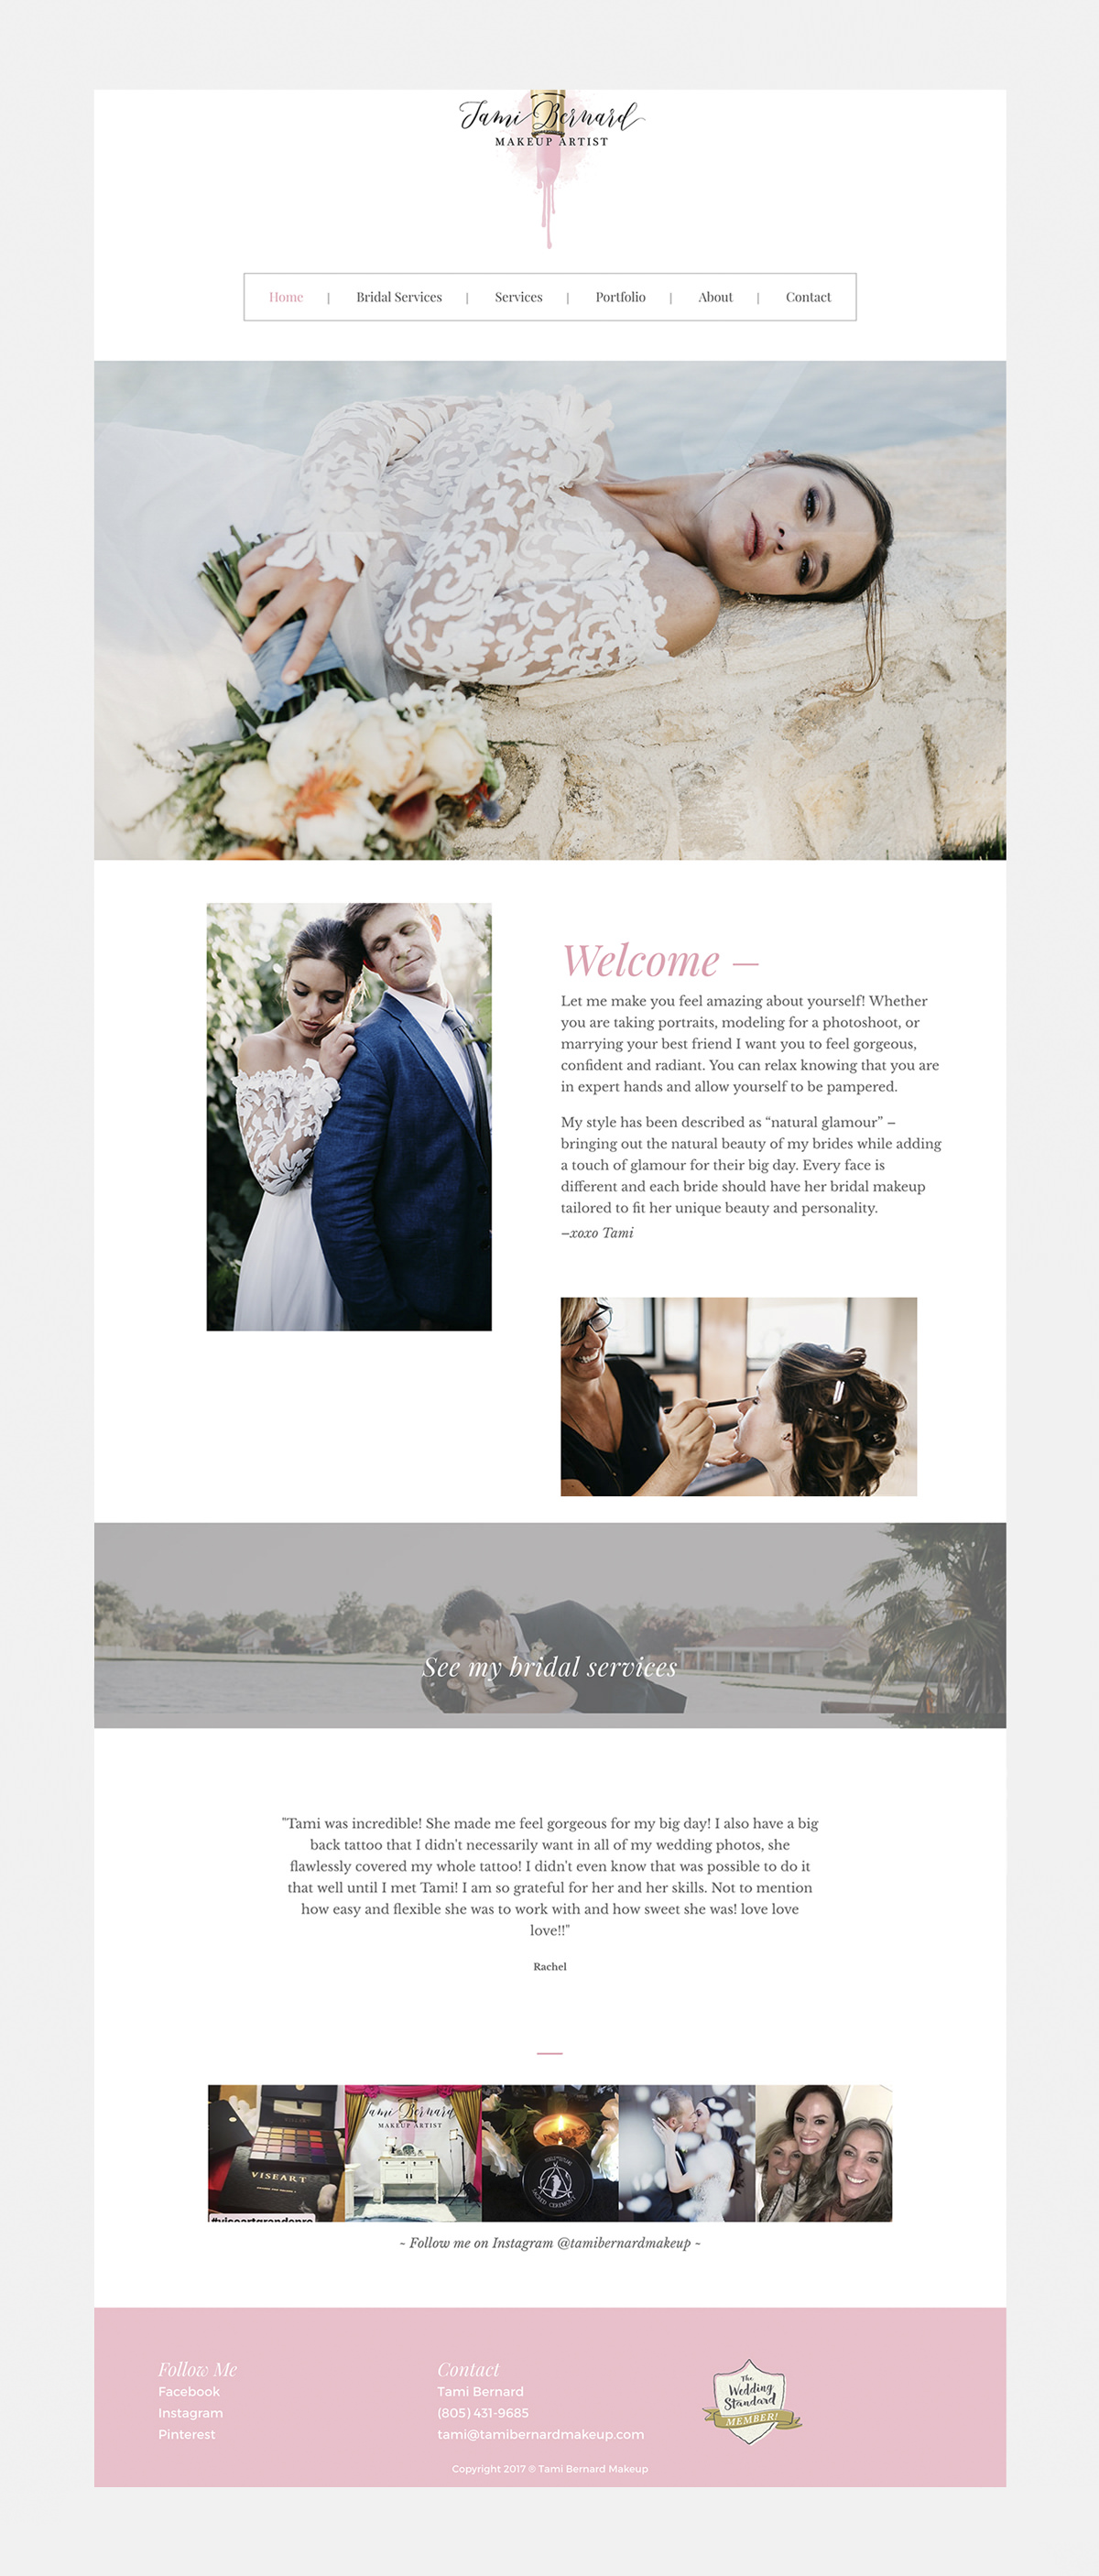 Tami Bernard
MAKEUP ARTIST
Home | Bridal Services | Services | Portfolio | About | Contact
Welcome –
Let me make you feel amazing about yourself! Whether
you are taking portraits, modeling for a photoshoot, or
marrying your best friend I want you to feel gorgeous,
confident and radiant. You can relax knowing that you are
in expert hands and allow yourself to be pampered.
My style has been described as “natural glamour” –
bringing out the natural beauty of my brides while adding
a touch of glamour for their big day. Every face is
different and each bride should have her bridal makeup
tailored to fit her unique beauty and personality.
–xoxo Tami
See my bridal services
"Tami was incredible! She made me feel gorgeous for my big day! I also have a big
back tattoo that I didn't necessarily want in all of my wedding photos, she
flawlessly covered my whole tattoo! I didn't even know that was possible to do it
that well until I met Tami! I am so grateful for her and her skills. Not to mention
how easy and flexible she was to work with and how sweet she was! love love
love!!"
Rachel
VISEART
#viseartgrandepro
Tami Bernard
MAKEUP ARTIST
SACRED CEREMONY
~ Follow me on Instagram @tamibernardmakeup ~
Follow Me
Facebook
Instagram
Pinterest
Contact
Tami Bernard
(805) 431-9685
tami@tamibernardmakeup.com
The
Wedding
Standard
MEMBER!
Copyright 2017 ® Tami Bernard Makeup